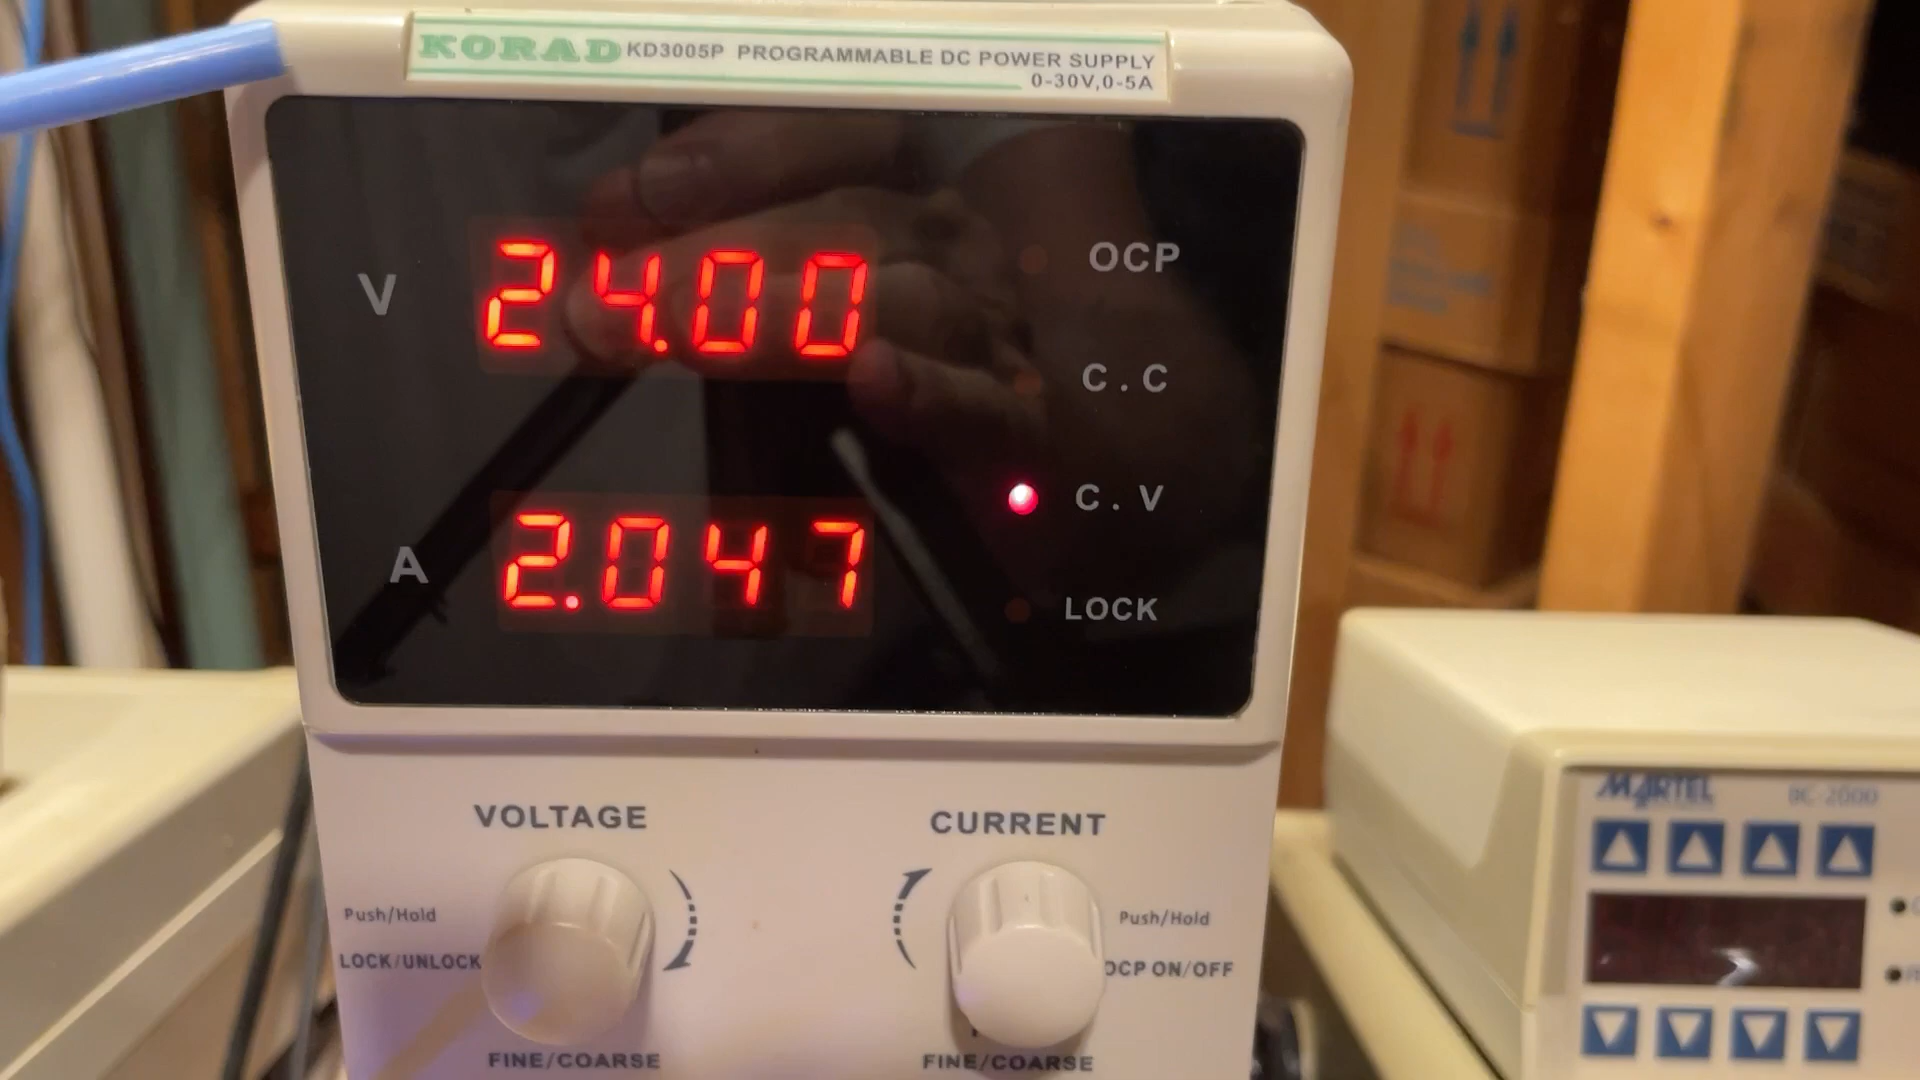 KORAD KD3005P PROGRAMMABLE DC POWER SUPPLY
0-30V,0-5A
V 24.00
OCP
C.C
C.V
A 2.047
LOCK
VOLTAGE
CURRENT
Push/Hold
LOCK/UNLOCK
Push/Hold
OCP ON/OFF
FINE/COARSE
FINE/COARSE
MARTEL BC-2000